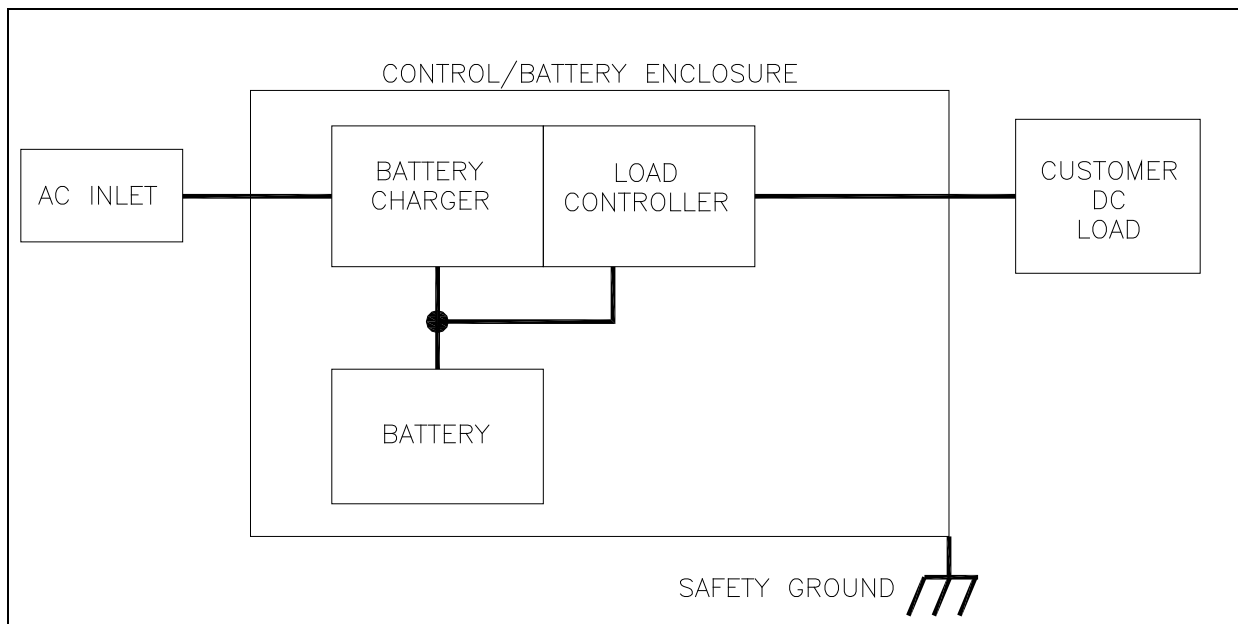 CONTROL/BATTERY ENCLOSURE
AC INLET
BATTERY
CHARGER
LOAD
CONTROLLER
CUSTOMER
DC
LOAD
BATTERY
SAFETY GROUND